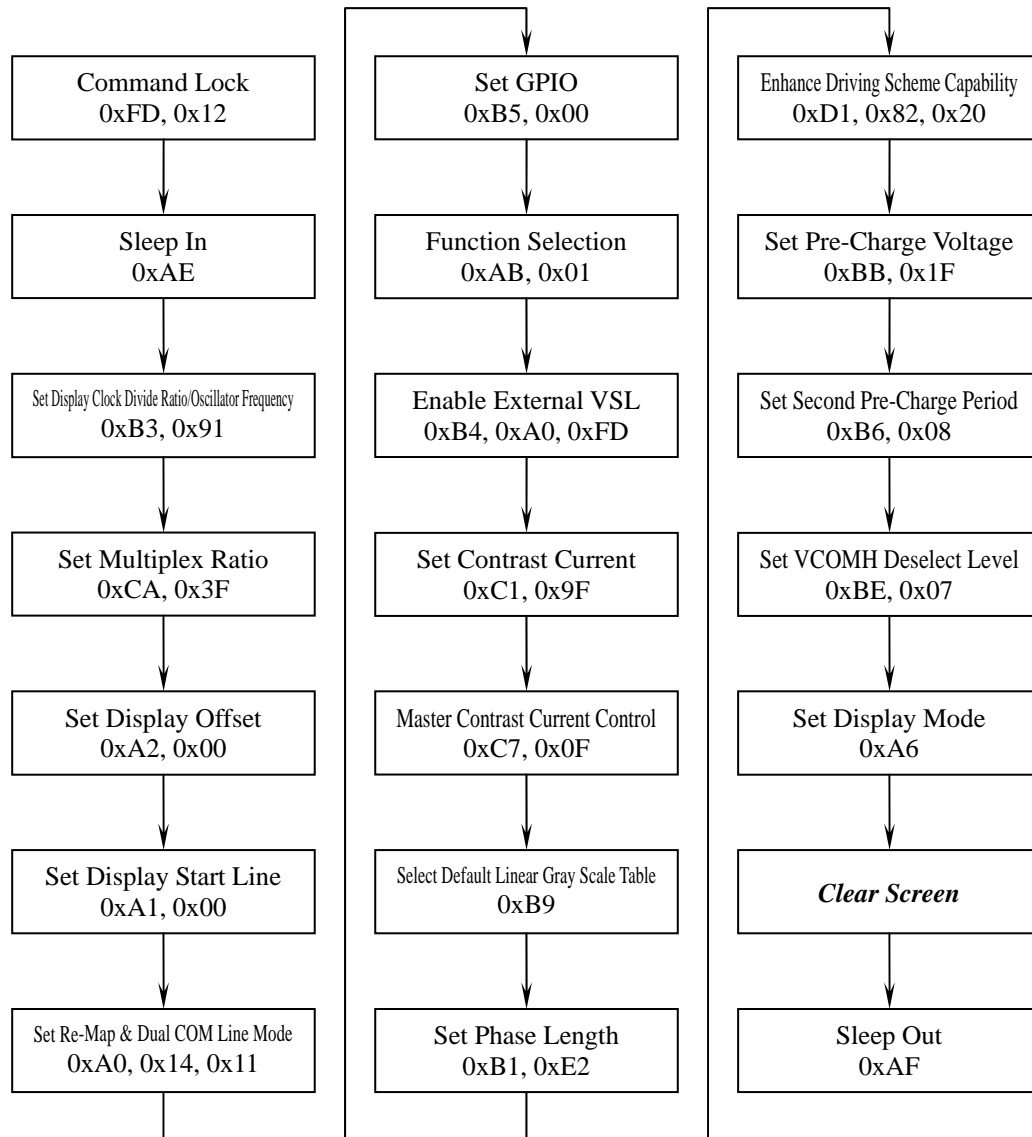 Command Lock
0xFD, 0x12
Sleep In
0xAE
Set Display Clock Divide Ratio/Oscillator Frequency
0xB3, 0x91
Set Multiplex Ratio
0xCA, 0x3F
Set Display Offset
0xA2, 0x00
Set Display Start Line
0xA1, 0x00
Set Re-Map & Dual COM Line Mode
0xA0, 0x14, 0x11
Set GPIO
0xB5, 0x00
Function Selection
0xAB, 0x01
Enable External VSL
0xB4, 0xA0, 0xFD
Set Contrast Current
0xC1, 0x9F
Master Contrast Current Control
0xC7, 0x0F
Select Default Linear Gray Scale Table
0xB9
Set Phase Length
0xB1, 0xE2
Enhance Driving Scheme Capability
0xD1, 0x82, 0x20
Set Pre-Charge Voltage
0xBB, 0x1F
Set Second Pre-Charge Period
0xB6, 0x08
Set VCOMH Deselect Level
0xBE, 0x07
Set Display Mode
0xA6
Clear Screen
Sleep Out
0xAF